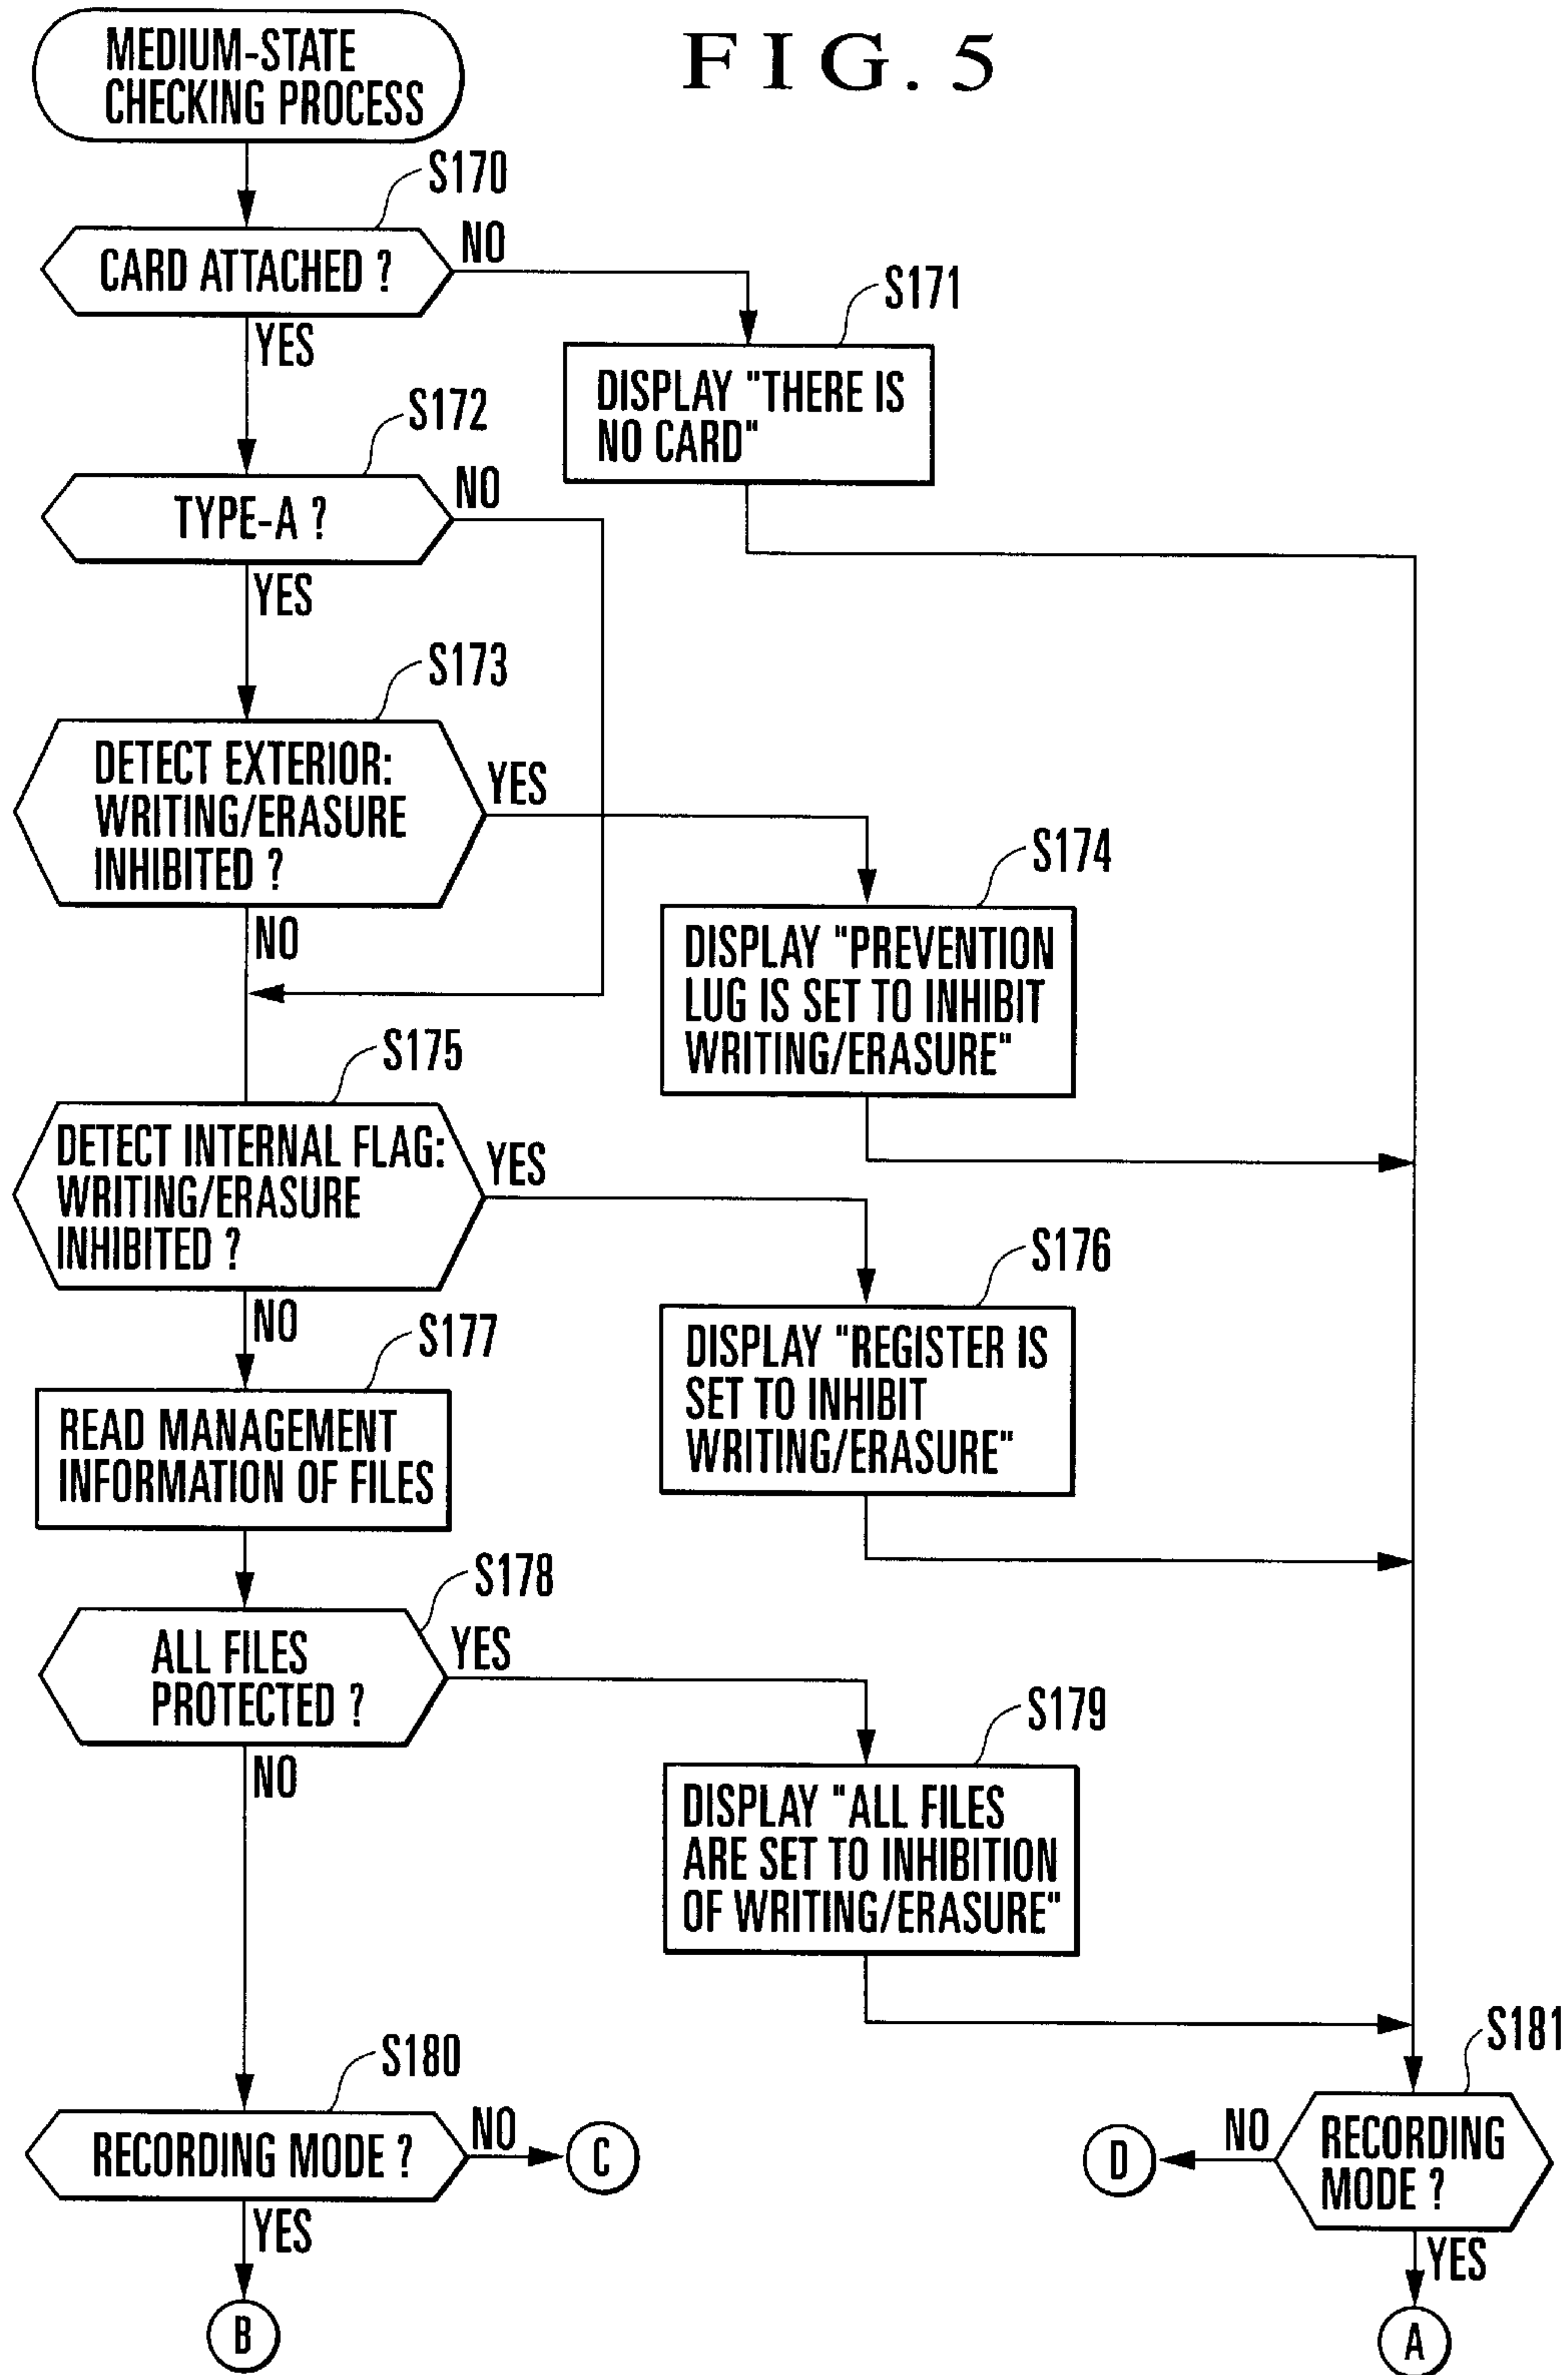 FIG. 5
MEDIUM-STATE
CHECKING PROCESS
S170
CARD ATTACHED ?
NO
YES
S171
DISPLAY "THERE IS
NO CARD"
S172
TYPE-A ?
NO
YES
S173
DETECT EXTERIOR:
WRITING/ERASURE
INHIBITED ?
YES
NO
S174
DISPLAY "PREVENTION
LUG IS SET TO INHIBIT
WRITING/ERASURE"
S175
DETECT INTERNAL FLAG:
WRITING/ERASURE
INHIBITED ?
YES
NO
S176
DISPLAY "REGISTER IS
SET TO INHIBIT
WRITING/ERASURE"
S177
READ MANAGEMENT
INFORMATION OF FILES
S178
ALL FILES
PROTECTED ?
YES
NO
S179
DISPLAY "ALL FILES
ARE SET TO INHIBITION
OF WRITING/ERASURE"
S180
RECORDING MODE ?
NO
C
YES
B
S181
RECORDING
MODE ?
NO
D
YES
A